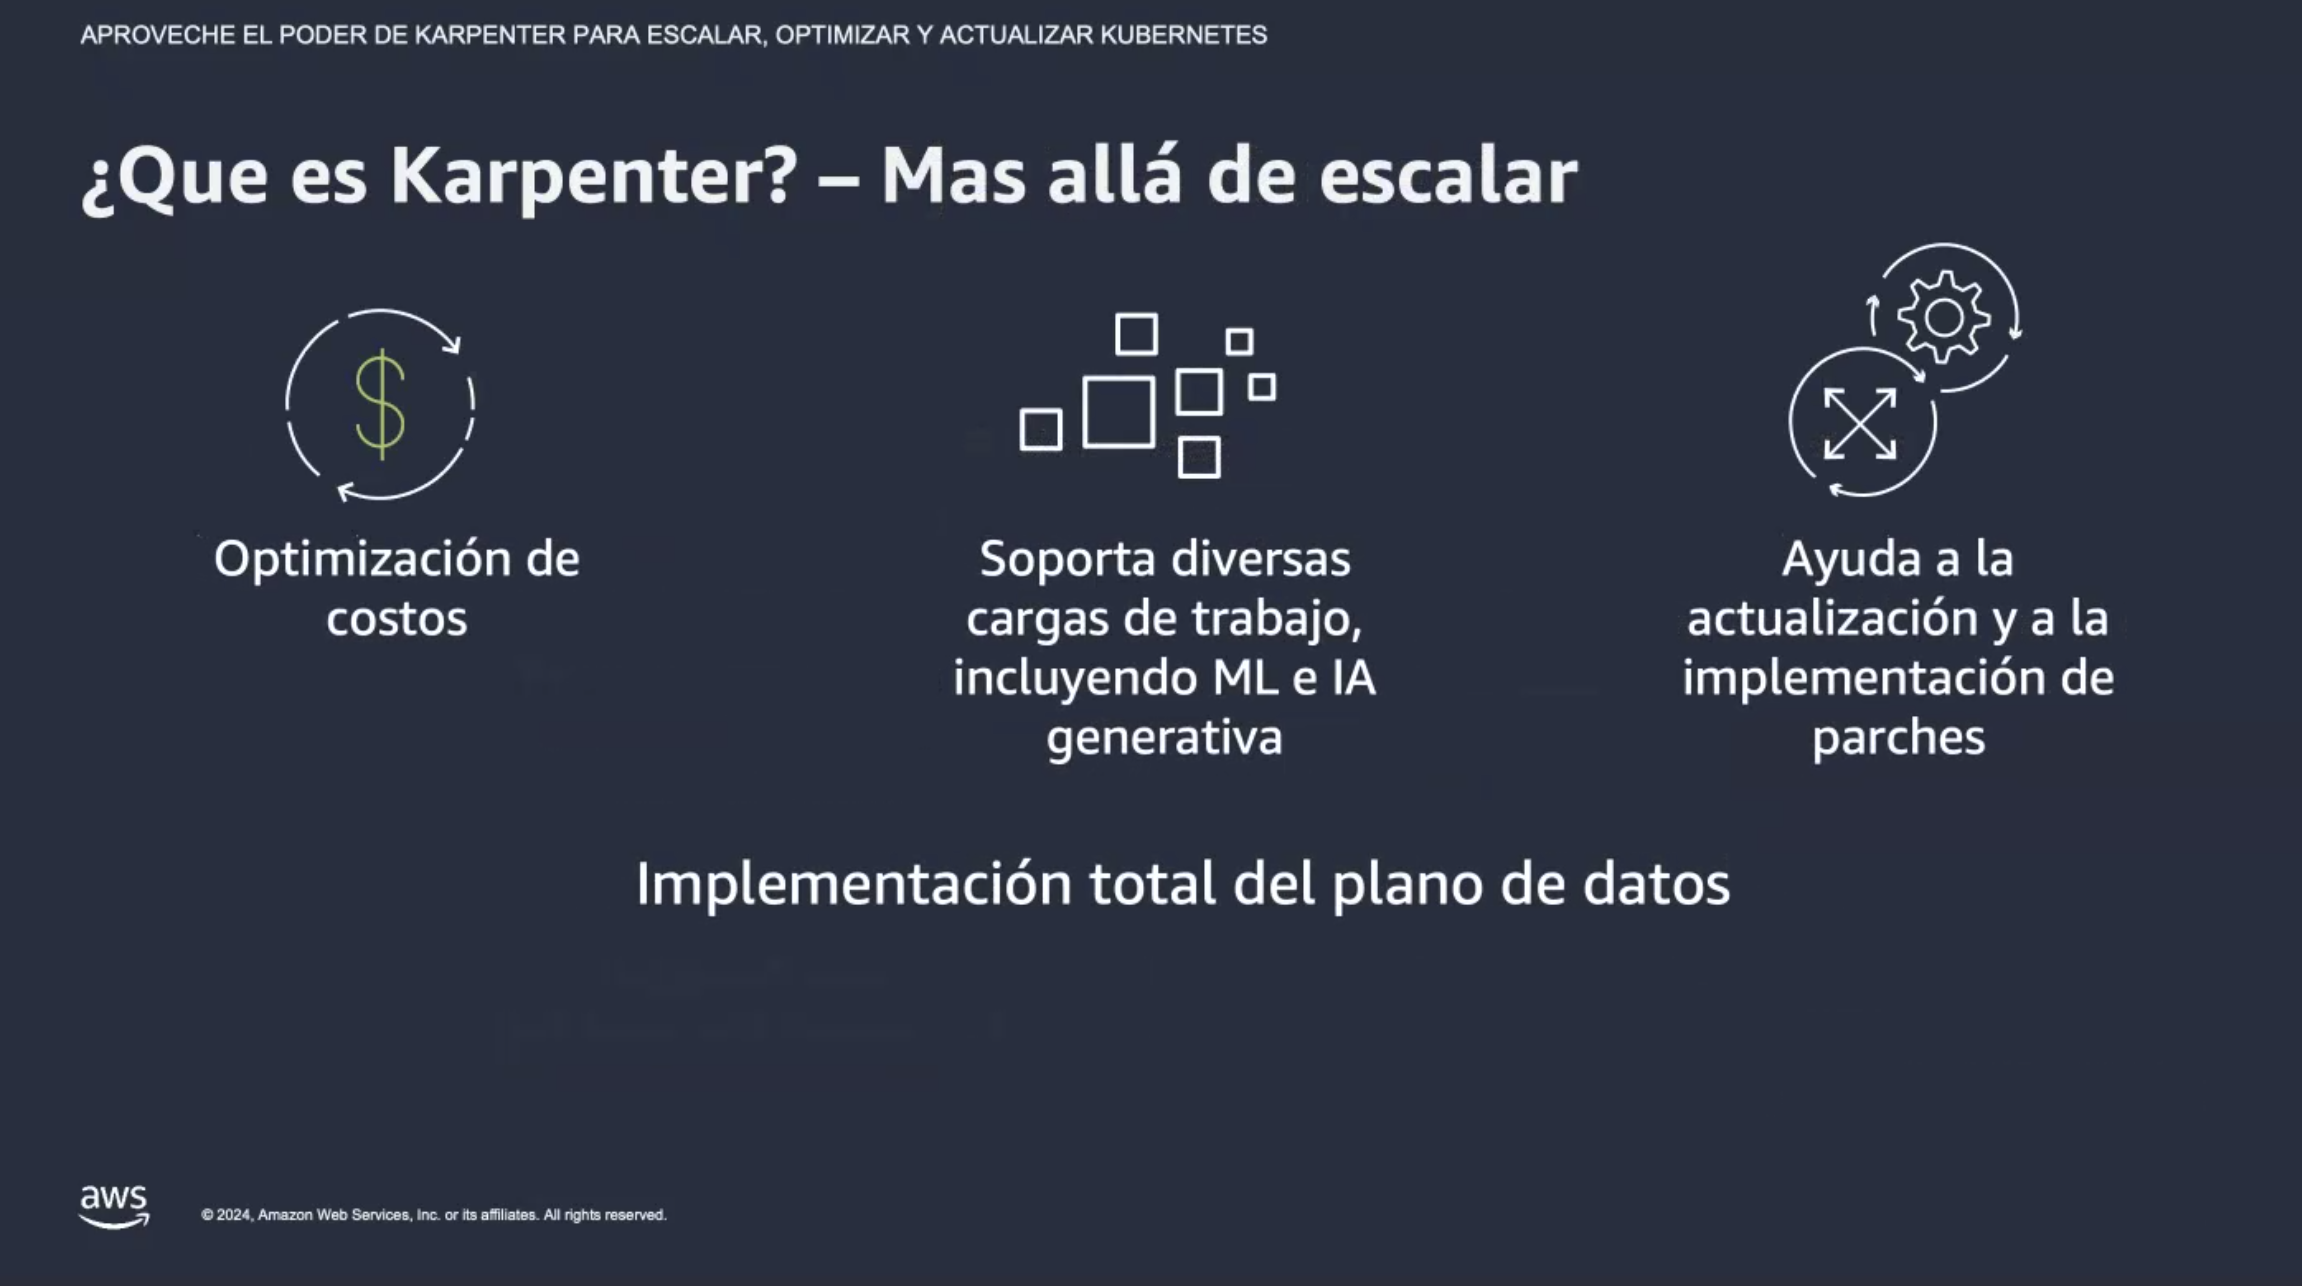 APROVECHE EL PODER DE KARPENTER PARA ESCALAR, OPTIMIZAR Y ACTUALIZAR KUBERNETES
¿Que es Karpenter? – Mas allá de escalar
$
Optimización de
costos
Soporta diversas
cargas de trabajo,
incluyendo ML e IA
generativa
Ayuda a la
actualización y a la
implementación de
parches
Implementación total del plano de datos
aws
© 2024, Amazon Web Services, Inc. or its affiliates. All rights reserved.